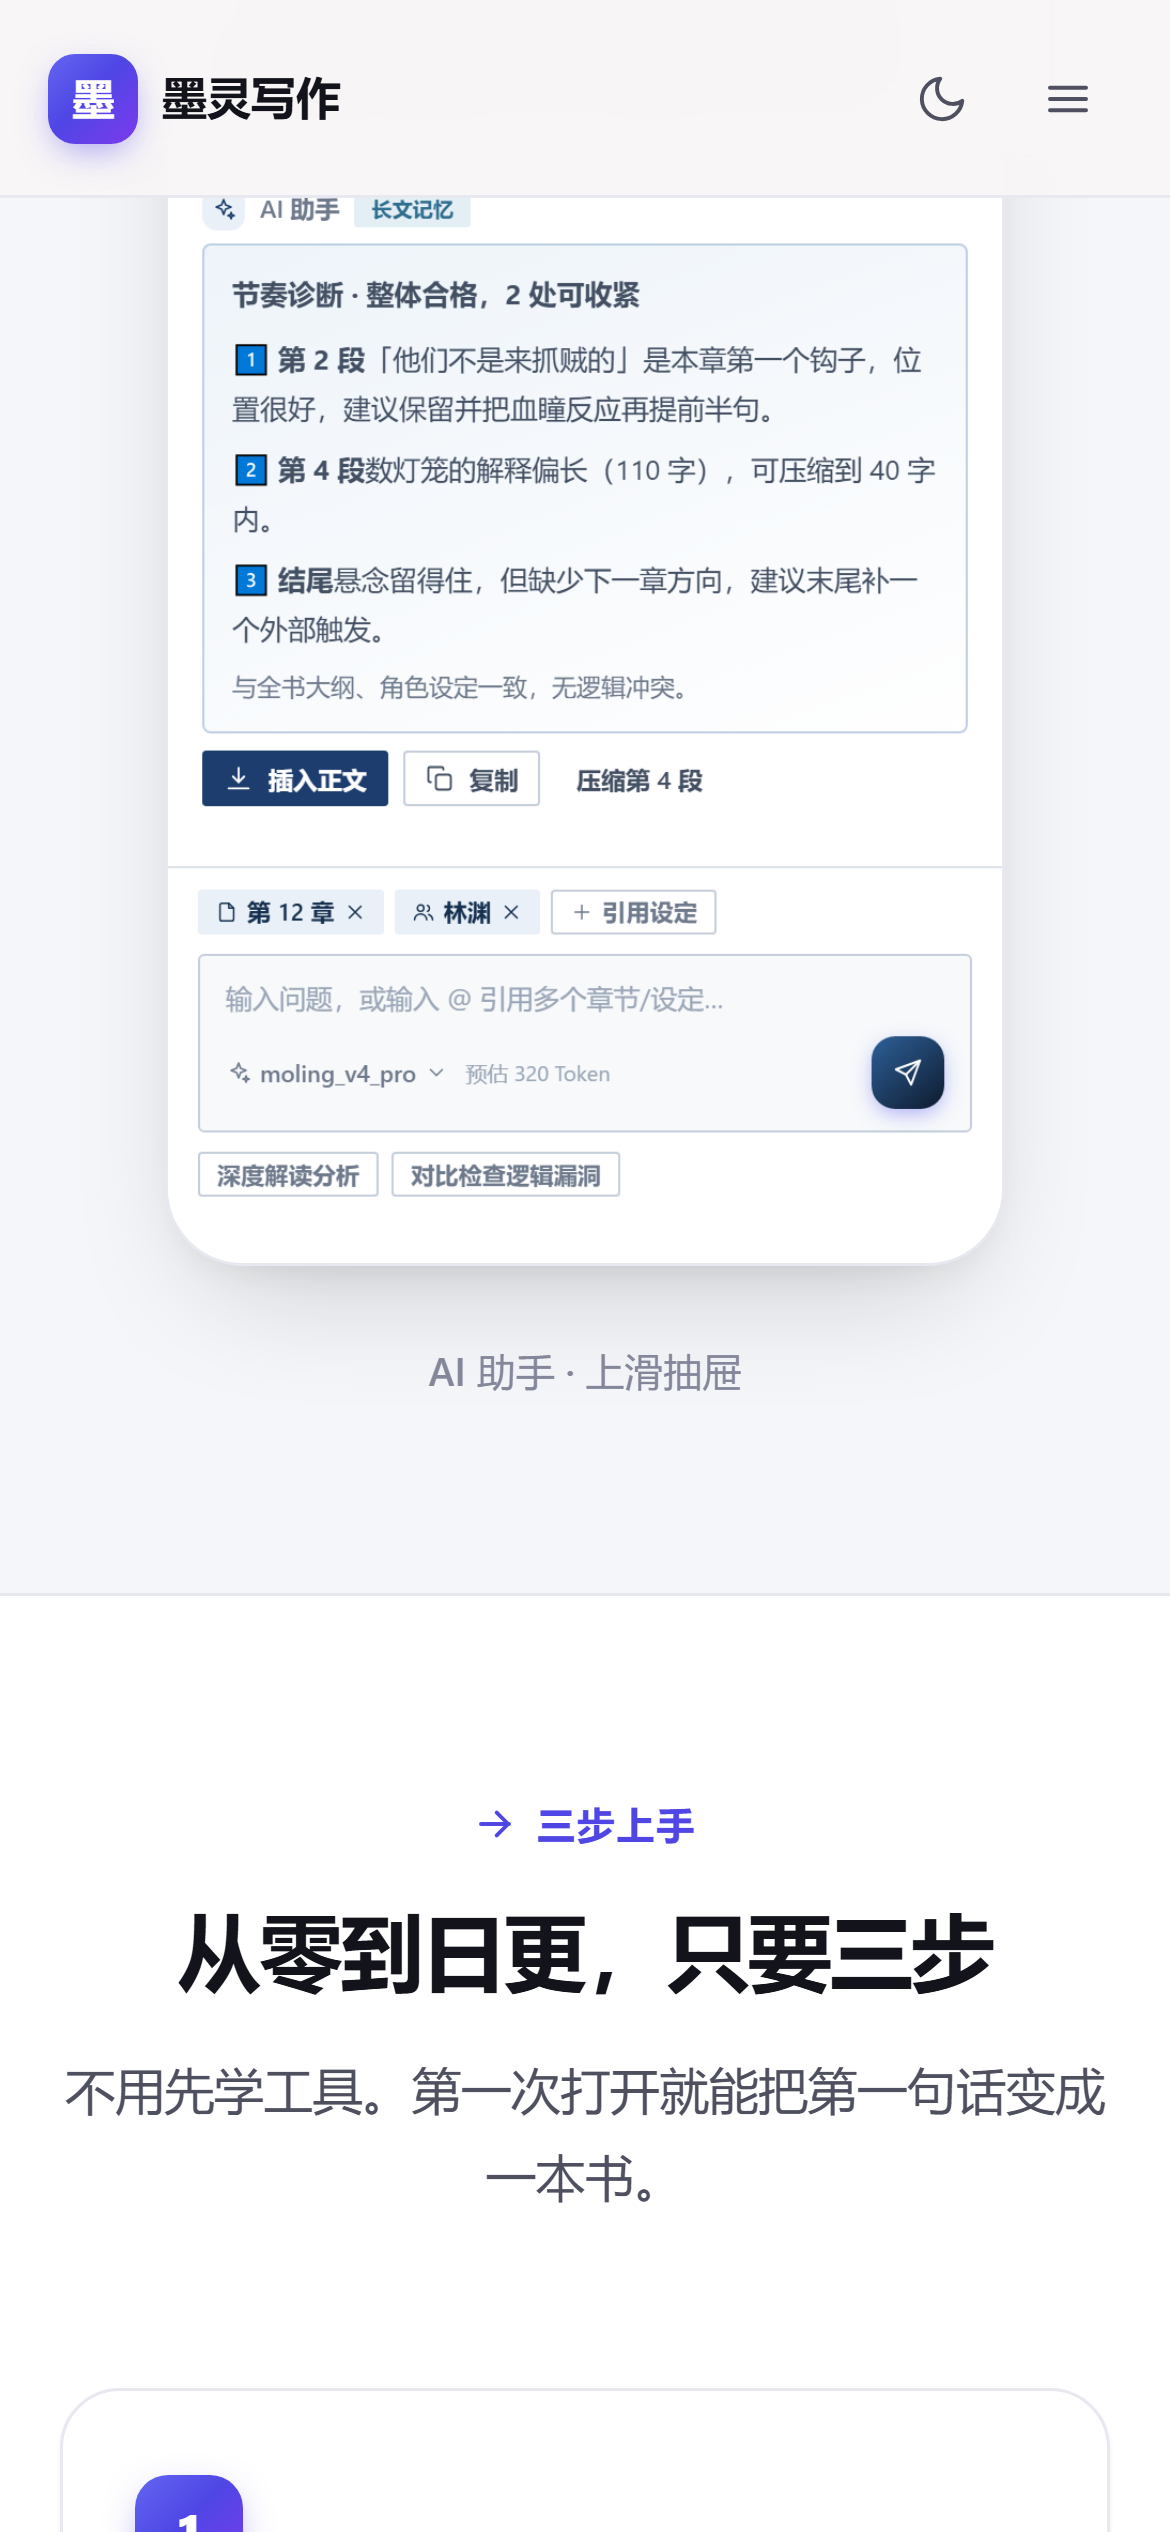 墨 墨灵写作
AI 助手 长文记忆
节奏诊断 · 整体合格，2 处可收紧
1 第 2 段「他们不是来抓贼的」是本章第一个钩子，位
置很好，建议保留并把血瞳反应再提前半句。
2 第 4 段数灯笼的解释偏长（110 字），可压缩到 40 字
内。
3 结尾悬念留得住，但缺少下一章方向，建议末尾补一
个外部触发。
与全书大纲、角色设定一致，无逻辑冲突。
插入正文 复制 压缩第 4 段
第 12 章 × 林渊 × + 引用设定
输入问题，或输入 @ 引用多个章节/设定...
moling_v4_pro 预估 320 Token
深度解读分析 对比检查逻辑漏洞
AI 助手 · 上滑抽屉
→ 三步上手
从零到日更，只要三步
不用先学工具。第一次打开就能把第一句话变成
一本书。
1